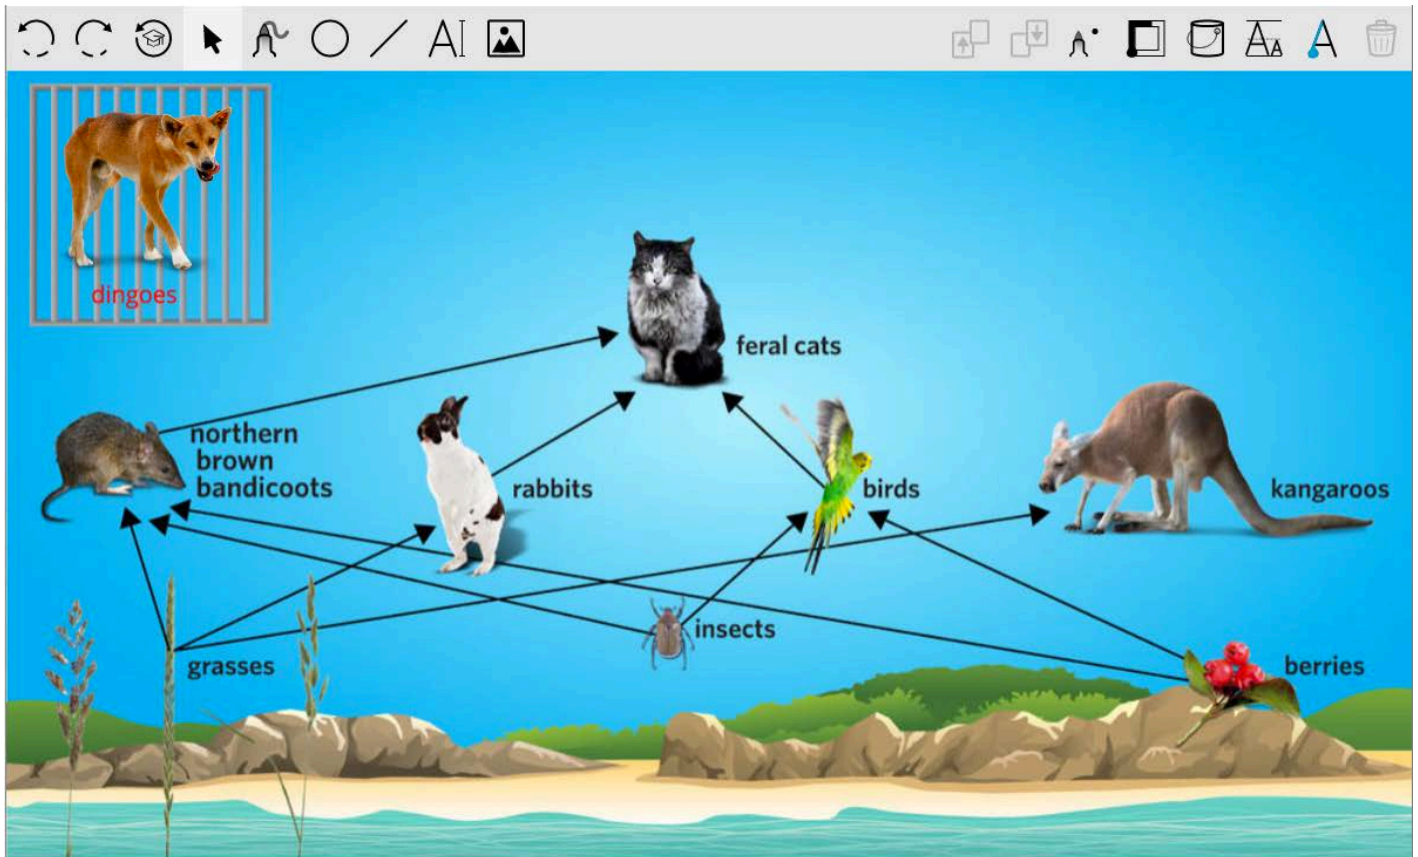 dingoes
feral cats
northern
brown
bandicoots
rabbits
birds
kangaroos
insects
grasses
berries